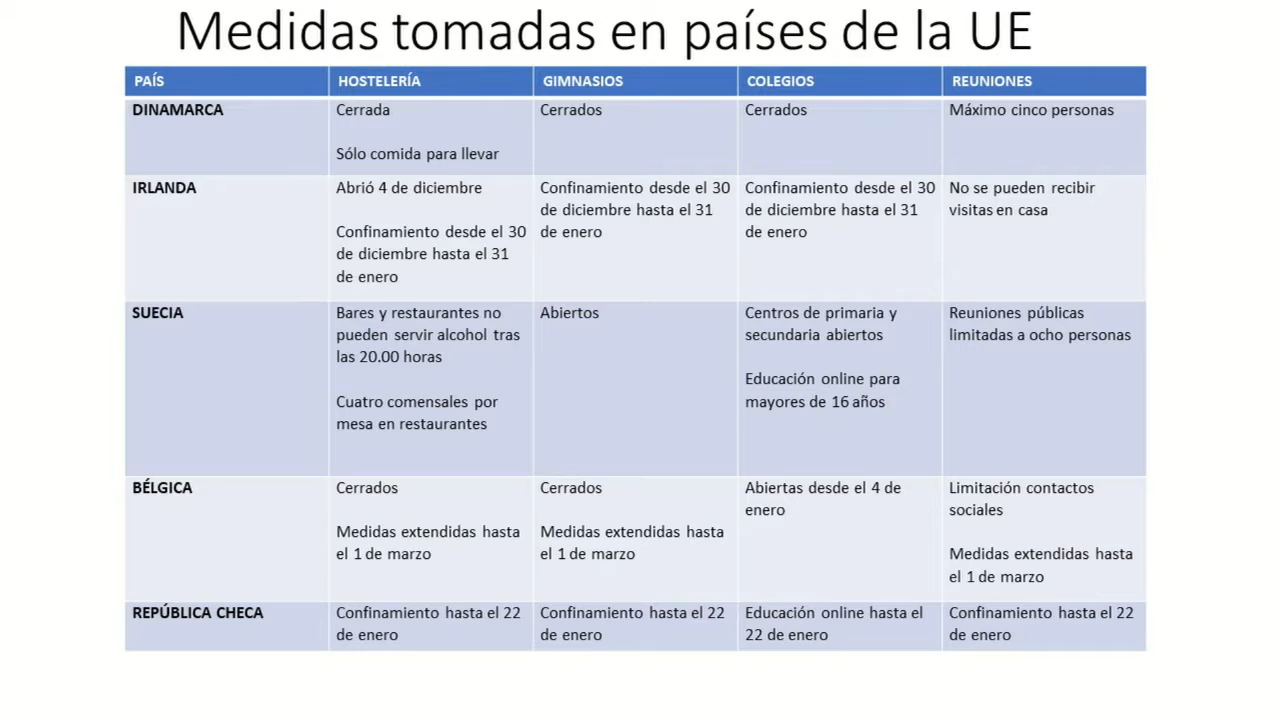 Medidas tomadas en países de la UE
PAÍS
HOSTELERÍA
GIMNASIOS
COLEGIOS
REUNIONES
DINAMARCA
Cerrada
Sólo comida para llevar
Cerrados
Cerrados
Máximo cinco personas
IRLANDA
Abrió 4 de diciembre
Confinamiento desde el 30
de diciembre hasta el 31
de enero
Confinamiento desde el 30
de diciembre hasta el 31
de enero
Confinamiento desde el 30
de diciembre hasta el 31
de enero
No se pueden recibir
visitas en casa
SUECIA
Bares y restaurantes no
pueden servir alcohol tras
las 20.00 horas
Cuatro comensales por
mesa en restaurantes
Abiertos
Centros de primaria y
secundaria abiertos
Educación online para
mayores de 16 años
Reuniones públicas
limitadas a ocho personas
BÉLGICA
Cerrados
Medidas extendidas hasta
el 1 de marzo
Cerrados
Medidas extendidas hasta
el 1 de marzo
Abiertas desde el 4 de
enero
Limitación contactos
sociales
Medidas extendidas hasta
el 1 de marzo
REPÚBLICA CHECA
Confinamiento hasta el 22
de enero
Confinamiento hasta el 22
de enero
Educación online hasta el
22 de enero
Confinamiento hasta el 22
de enero